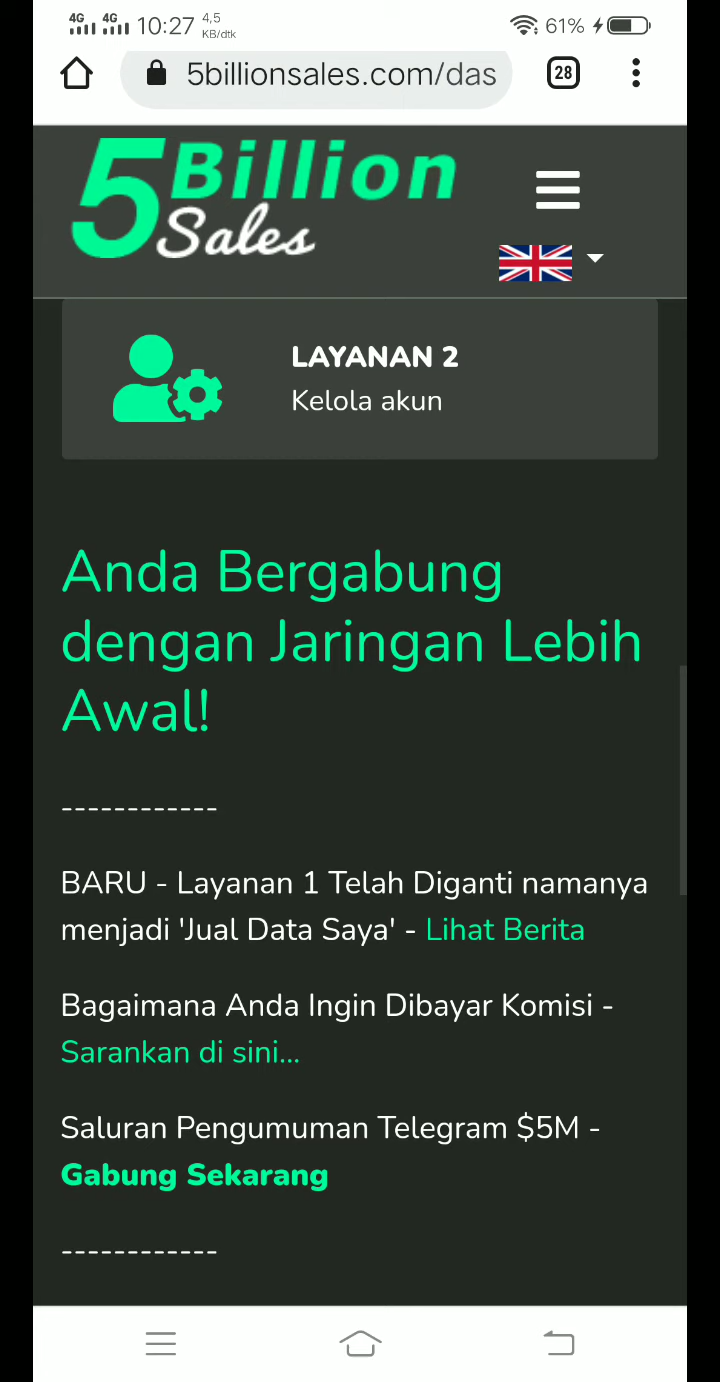 4G 4G 10:27 4,5 KB/dtk 61%
5billionsales.com/das 28
5Billion
Sales
LAYANAN 2
Kelola akun
Anda Bergabung
dengan Jaringan Lebih
Awal!
------------
BARU - Layanan 1 Telah Diganti namanya
menjadi 'Jual Data Saya' - Lihat Berita
Bagaimana Anda Ingin Dibayar Komisi -
Sarankan di sini...
Saluran Pengumuman Telegram $5M -
Gabung Sekarang
------------